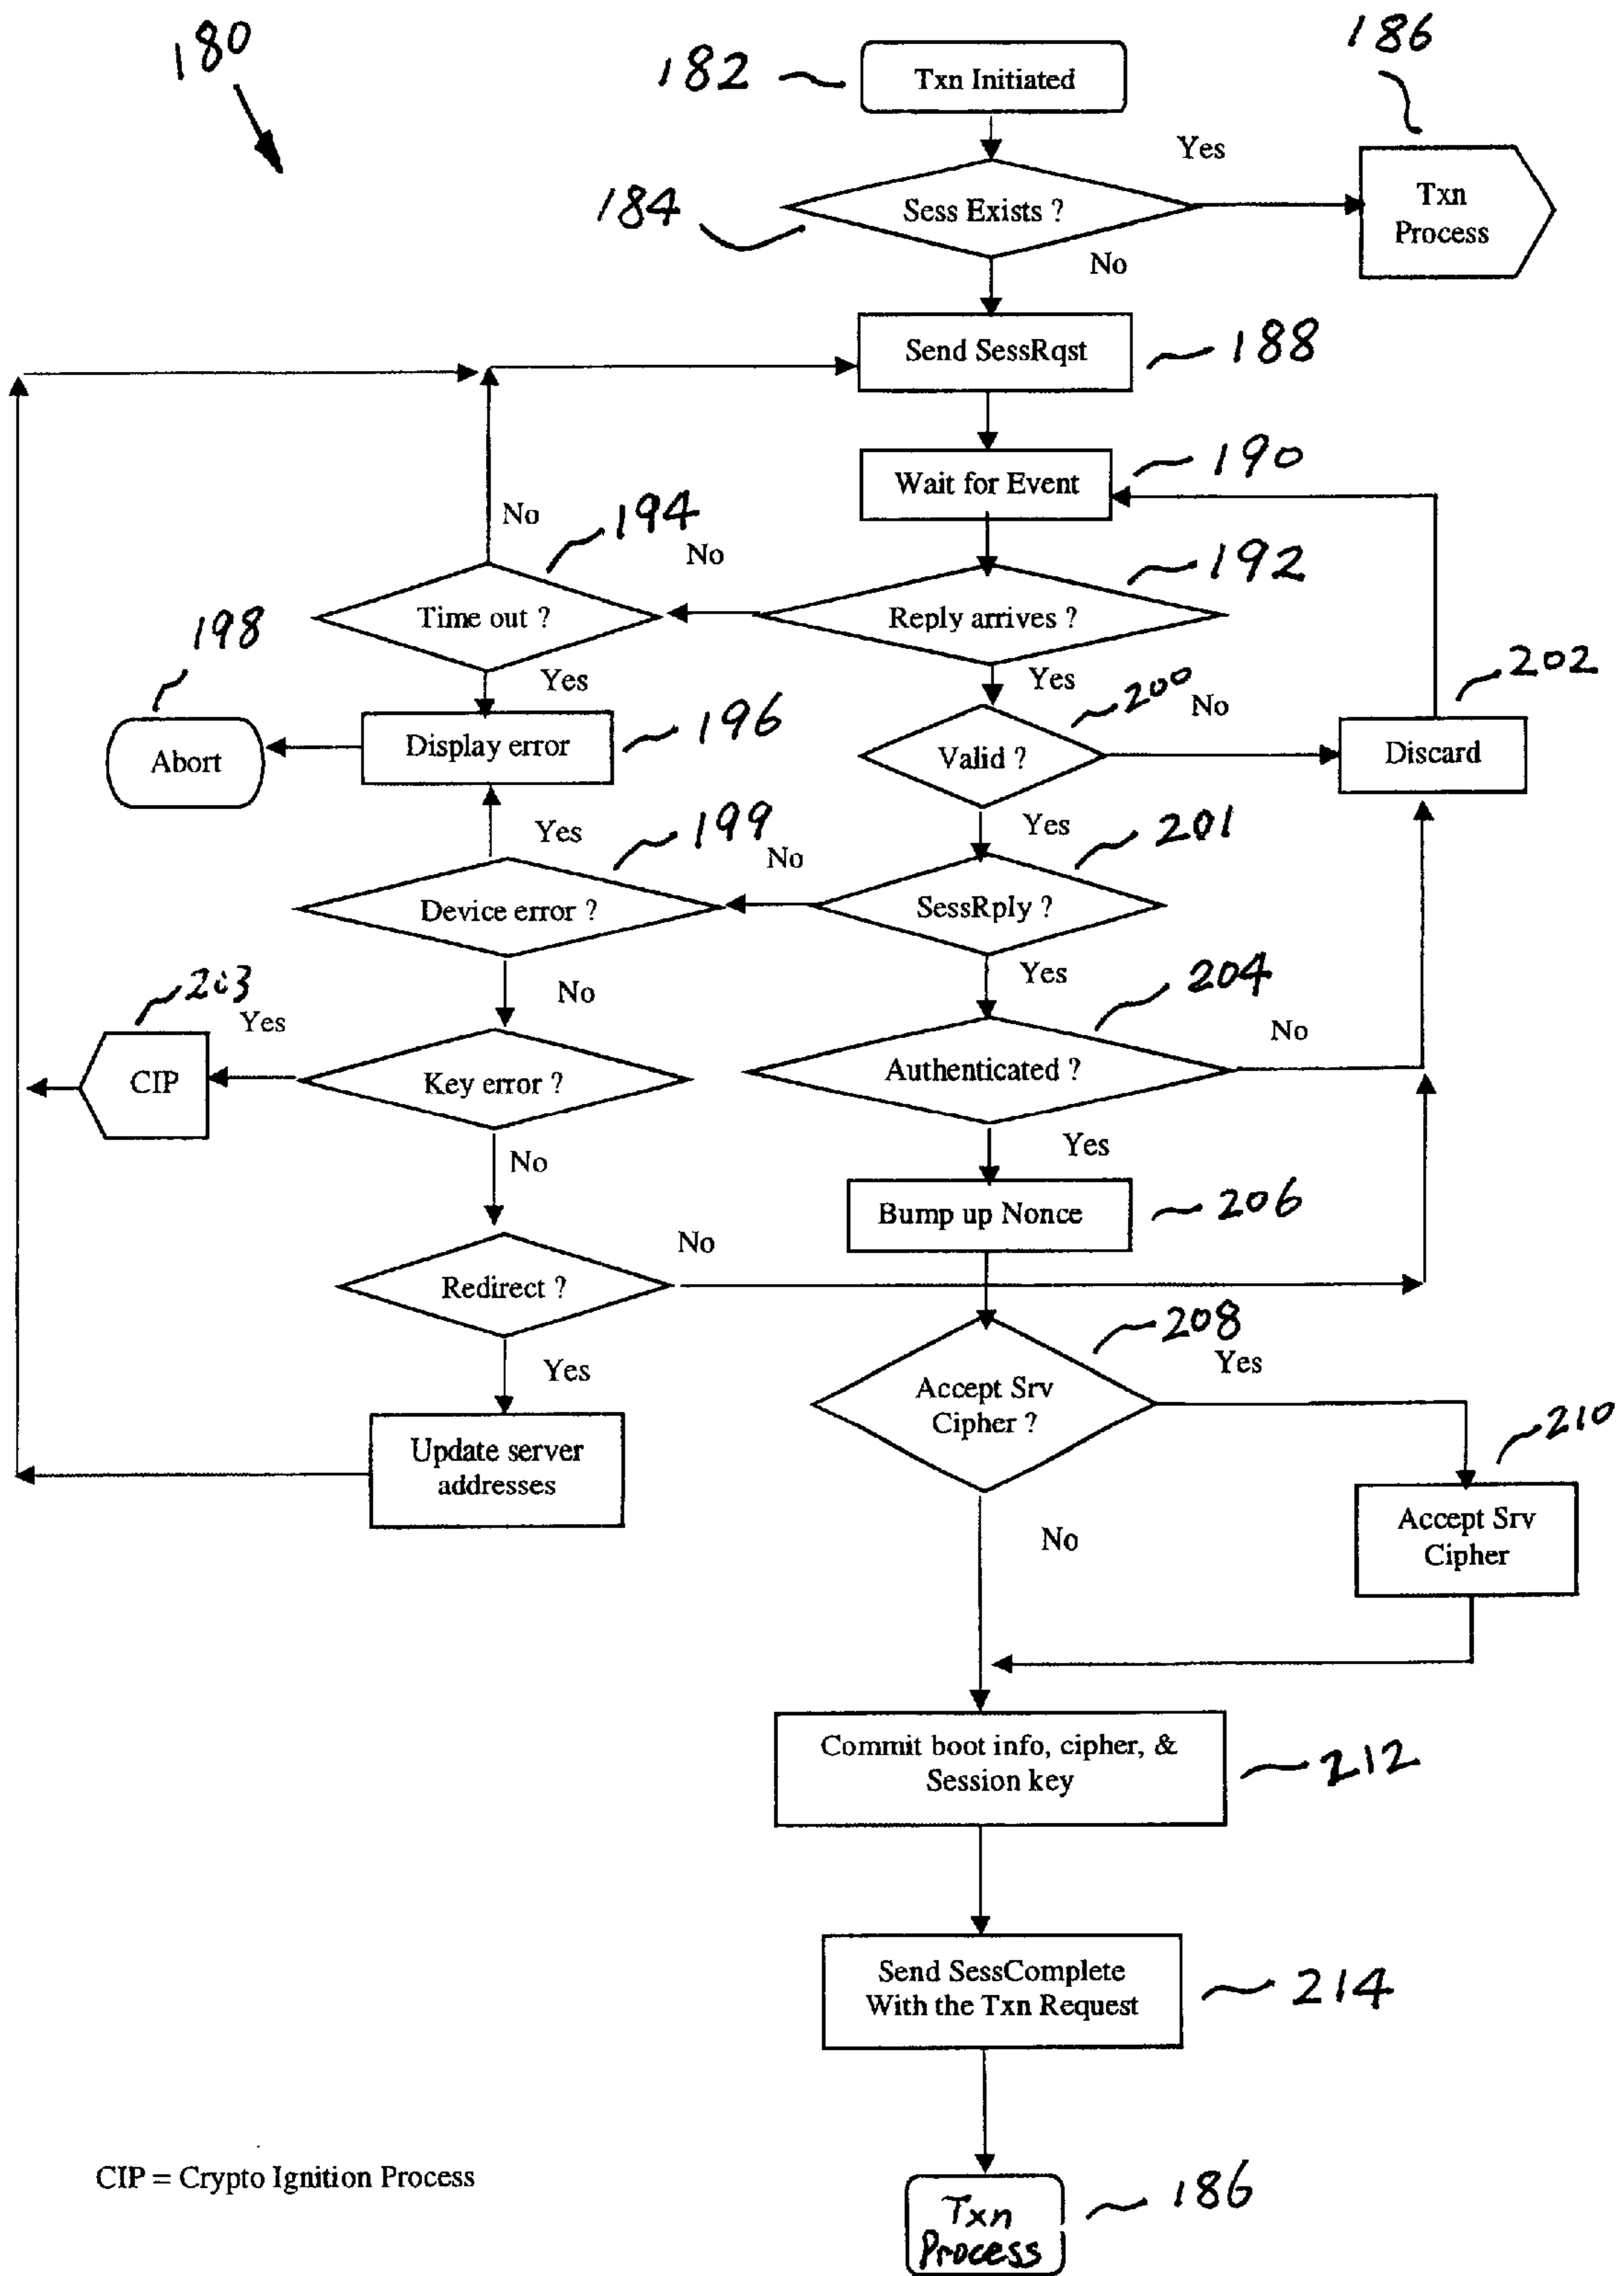 180
182
Txn Initiated
186
Yes
184
Sess Exists ?
Txn
Process
No
Send SessRqst
188
Wait for Event
190
No
194
No
192
Time out ?
Reply arrives ?
198
Yes
Yes
200
No
202
Abort
Display error
196
Valid ?
Discard
Yes
199
No
Yes
201
Device error ?
SessRply ?
203
Yes
No
Yes
204
No
CIP
Key error ?
Authenticated ?
No
Yes
Bump up Nonce
206
No
Redirect ?
208
Yes
Yes
Accept Srv
Cipher ?
210
Update server
addresses
Accept Srv
Cipher
No
Commit boot info, cipher, &
Session key
212
Send SessComplete
With the Txn Request
214
CIP = Crypto Ignition Process
Txn
Process
186